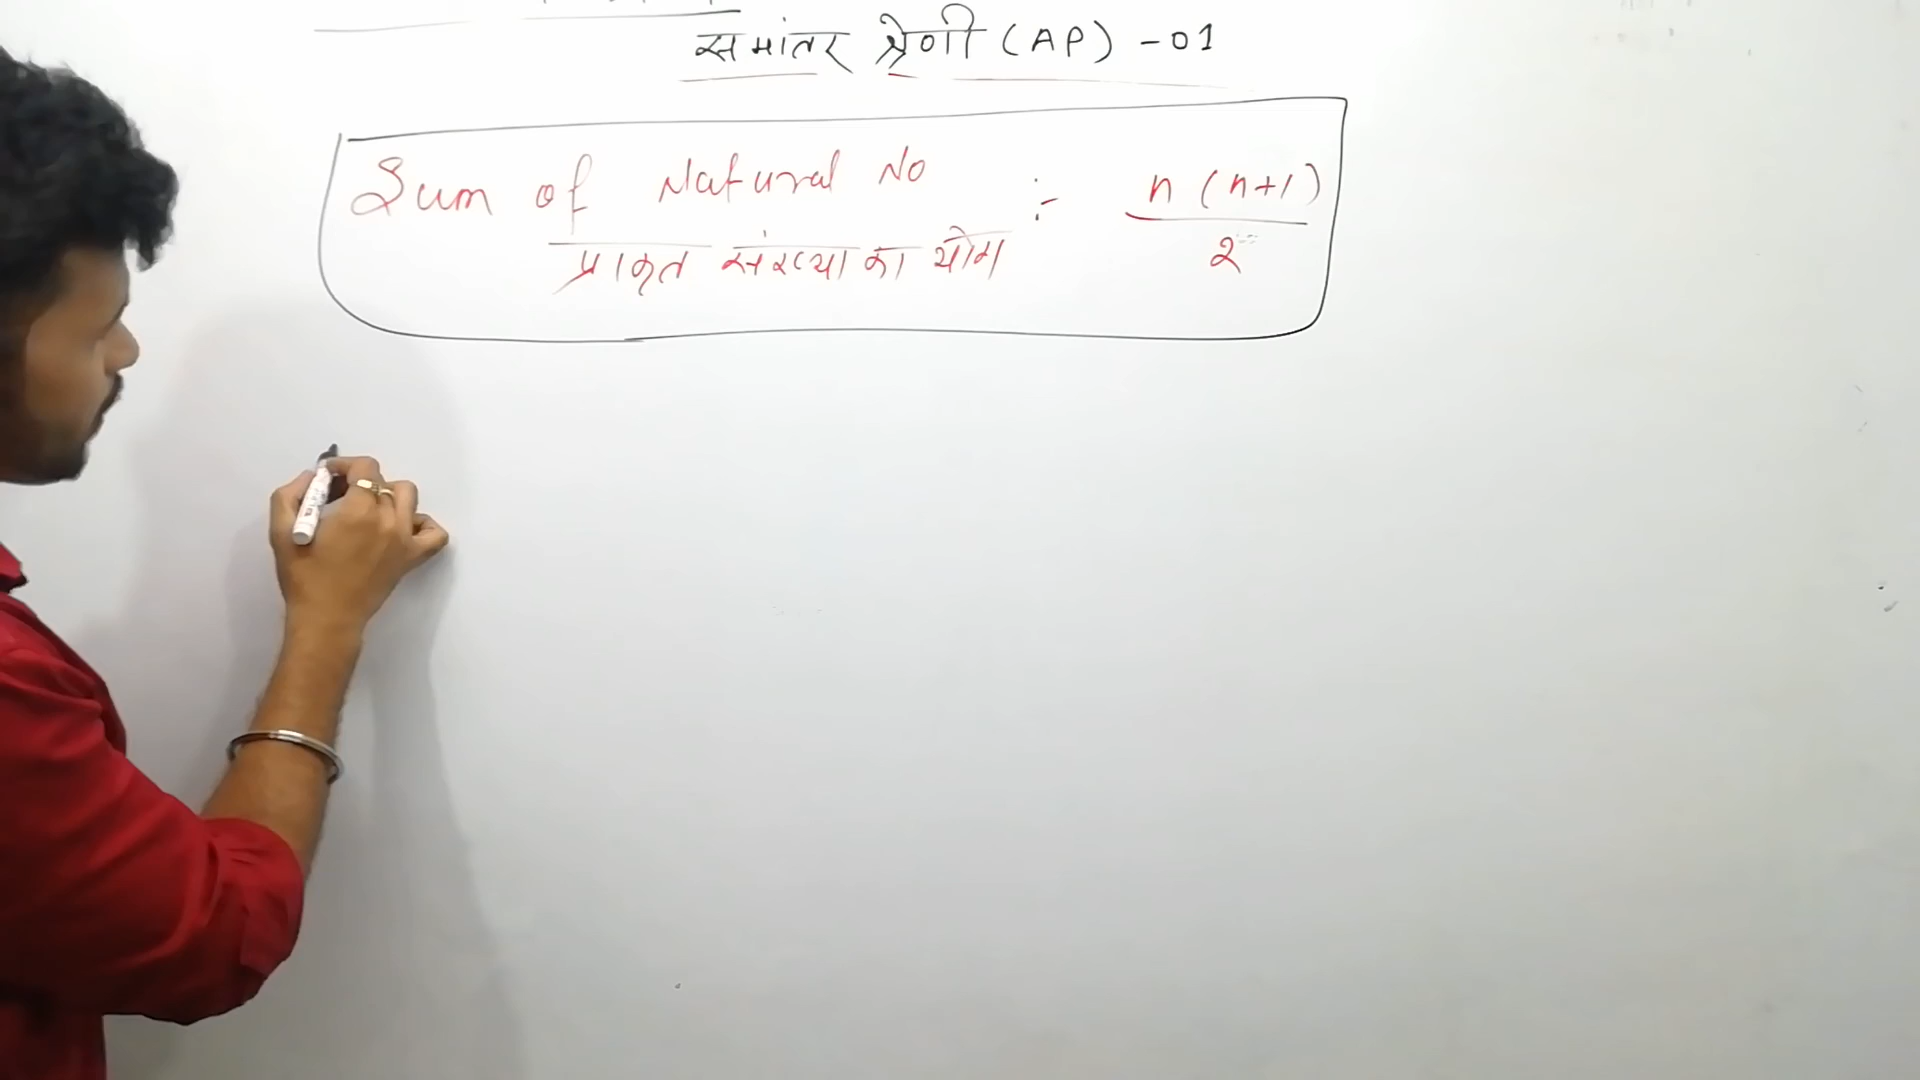 समांतर श्रेणी (AP) - 01
Sum of Natural No :- n (n+1)
प्राकृत संख्या का योग 2